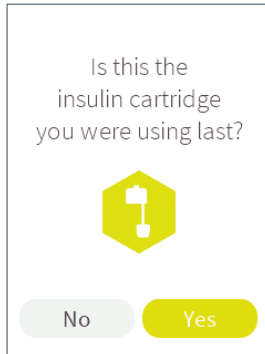 Is this the
insulin cartridge
you were using last?
No
Yes